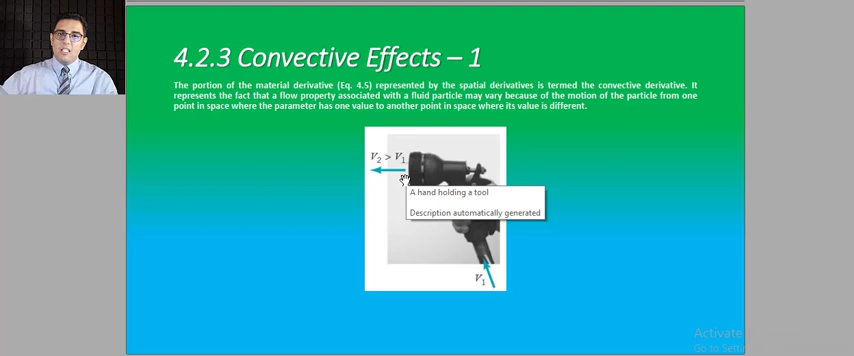 4.2.3 Convective Effects – 1
The portion of the material derivative (Eq. 4.5) represented by the spatial derivatives is termed the convective derivative. It
represents the fact that a flow property associated with a fluid particle may vary because of the motion of the particle from one
point in space where the parameter has one value to another point in space where its value is different.
V₂ > V₁
A hand holding a tool
Description automatically generated
V₁
Activate
Go to Setti